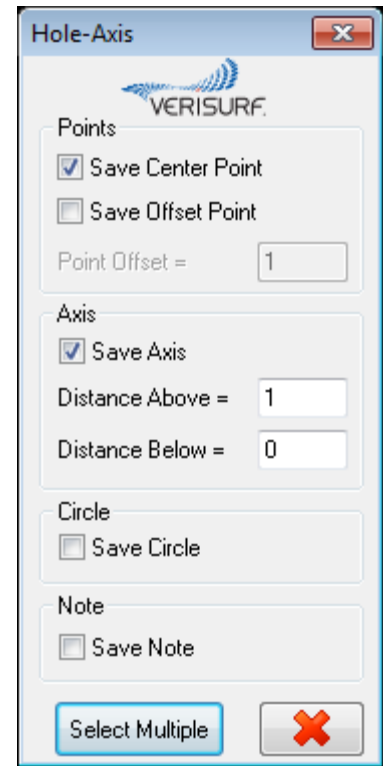 Hole-Axis
VERISURF.
Points
Save Center Point
Save Offset Point
Point Offset = 1
Axis
Save Axis
Distance Above = 1
Distance Below = 0
Circle
Save Circle
Note
Save Note
Select Multiple